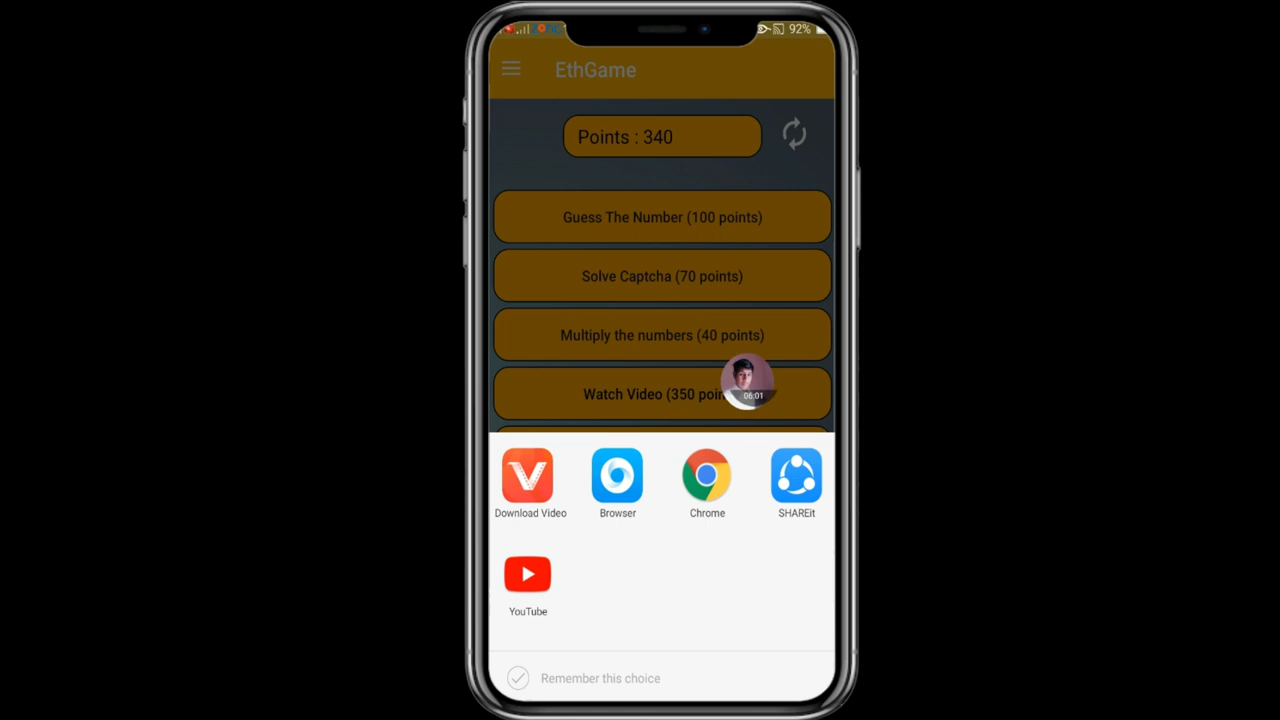 92%
EthGame
Points : 340
Guess The Number (100 points)
Solve Captcha (70 points)
Multiply the numbers (40 points)
Watch Video (350
06:01
Download Video
Browser
Chrome
SHAREit
YouTube
Remember this choice